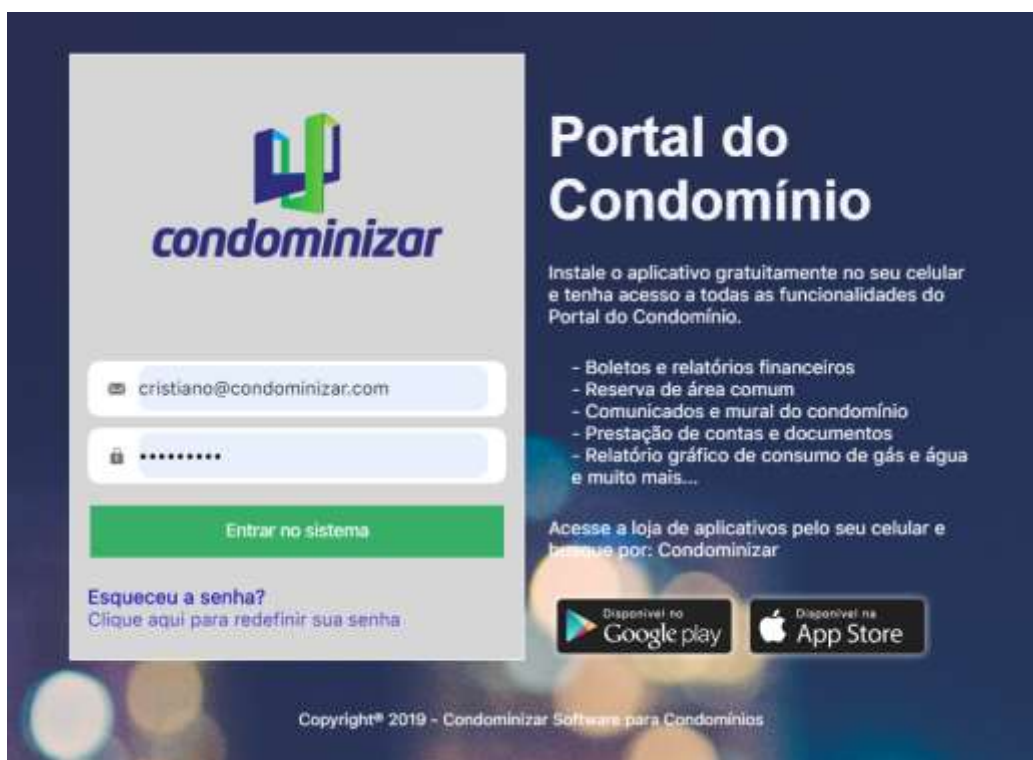 condominizar
cristiano@condominizar.com
•••••••••
Entrar no sistema
Esqueceu a senha?
Clique aqui para redefinir sua senha
Portal do
Condomínio
Instale o aplicativo gratuitamente no seu celular
e tenha acesso a todas as funcionalidades do
Portal do Condomínio.
- Boletos e relatórios financeiros
- Reserva de área comum
- Comunicados e mural do condomínio
- Prestação de contas e documentos
- Relatório gráfico de consumo de gás e água
e muito mais...
Acesse a loja de aplicativos pelo seu celular e
busque por: Condominizar
Disponível no
Google play
Disponível na
App Store
Copyright® 2019 - Condominizar Software para Condomínios